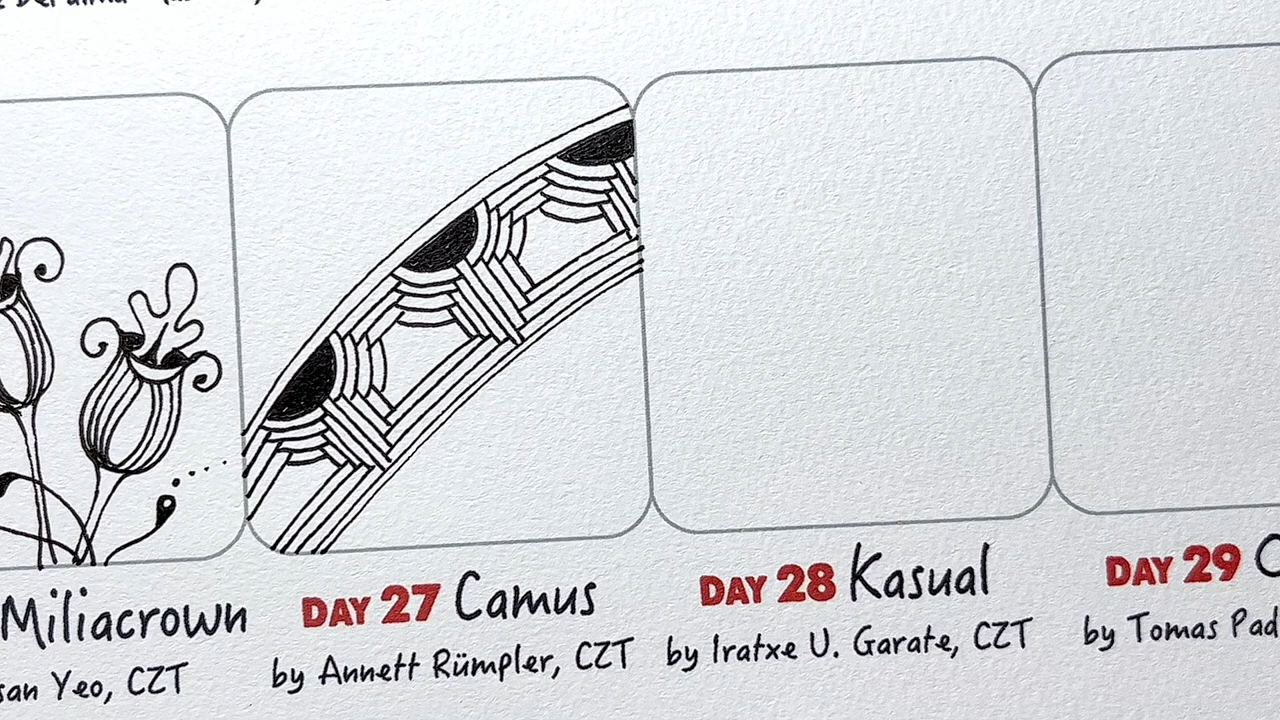 Miliacrown
DAY 27 Camus
DAY 28 Kasual
DAY 29
Yeo, CZT
by Annett Rümpler, CZT
by Iratxe U. Garate, CZT
by Tomas